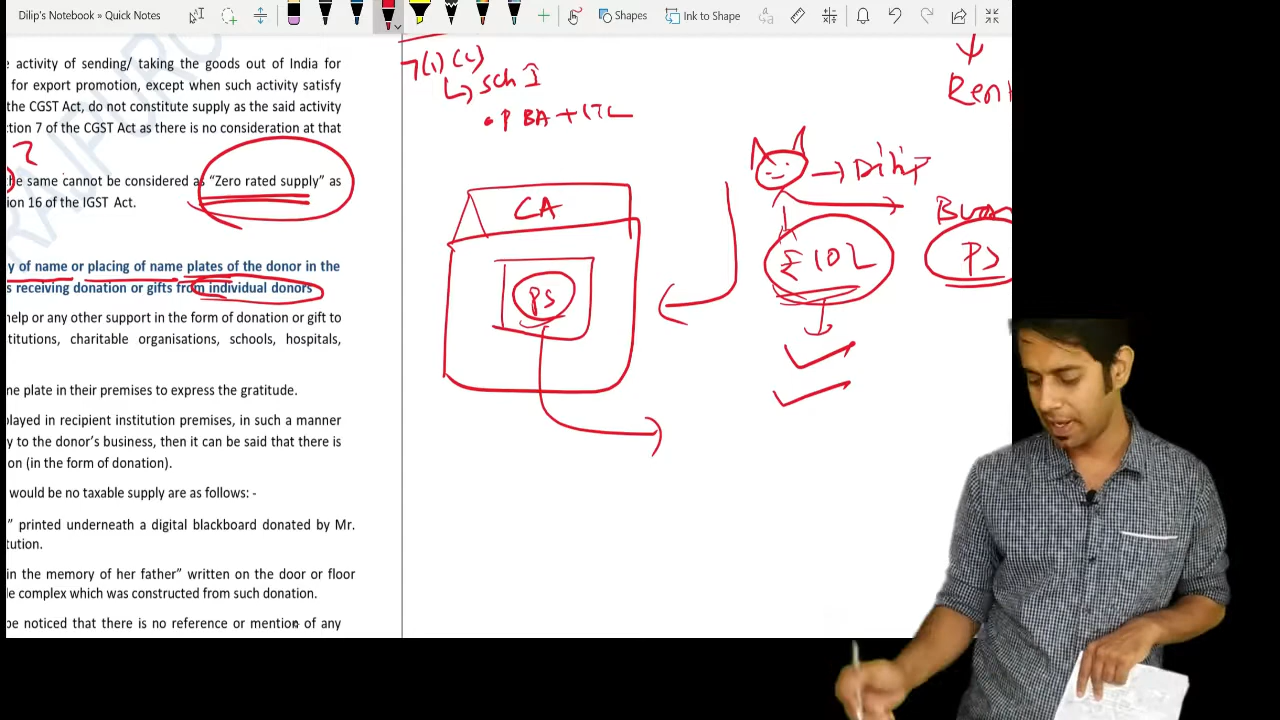 Dilip's Notebook » Quick Notes
Shapes
Ink to Shape
activity of sending/ taking the goods out of India for
for export promotion, except when such activity satisfy
the CGST Act, do not constitute supply as the said activity
tion 7 of the CGST Act as there is no consideration at that
he same cannot be considered as "Zero rated supply" as
ion 16 of the IGST Act.
y of name or placing of name plates of the donor in the
s receiving donation or gifts from individual donors
help or any other support in the form of donation or gift to
titutions, charitable organisations, schools, hospitals,
ne plate in their premises to express the gratitude.
played in recipient institution premises, in such a manner
y to the donor's business, then it can be said that there is
on (in the form of donation).
would be no taxable supply are as follows: -
" printed underneath a digital blackboard donated by Mr.
tution.
in the memory of her father" written on the door or floor
le complex which was constructed from such donation.
be noticed that there is no reference or mention of any
7(1)(c)
Sch I
• PBA + ITC
Rent
Dilip
CA
PS
₹10L
PS